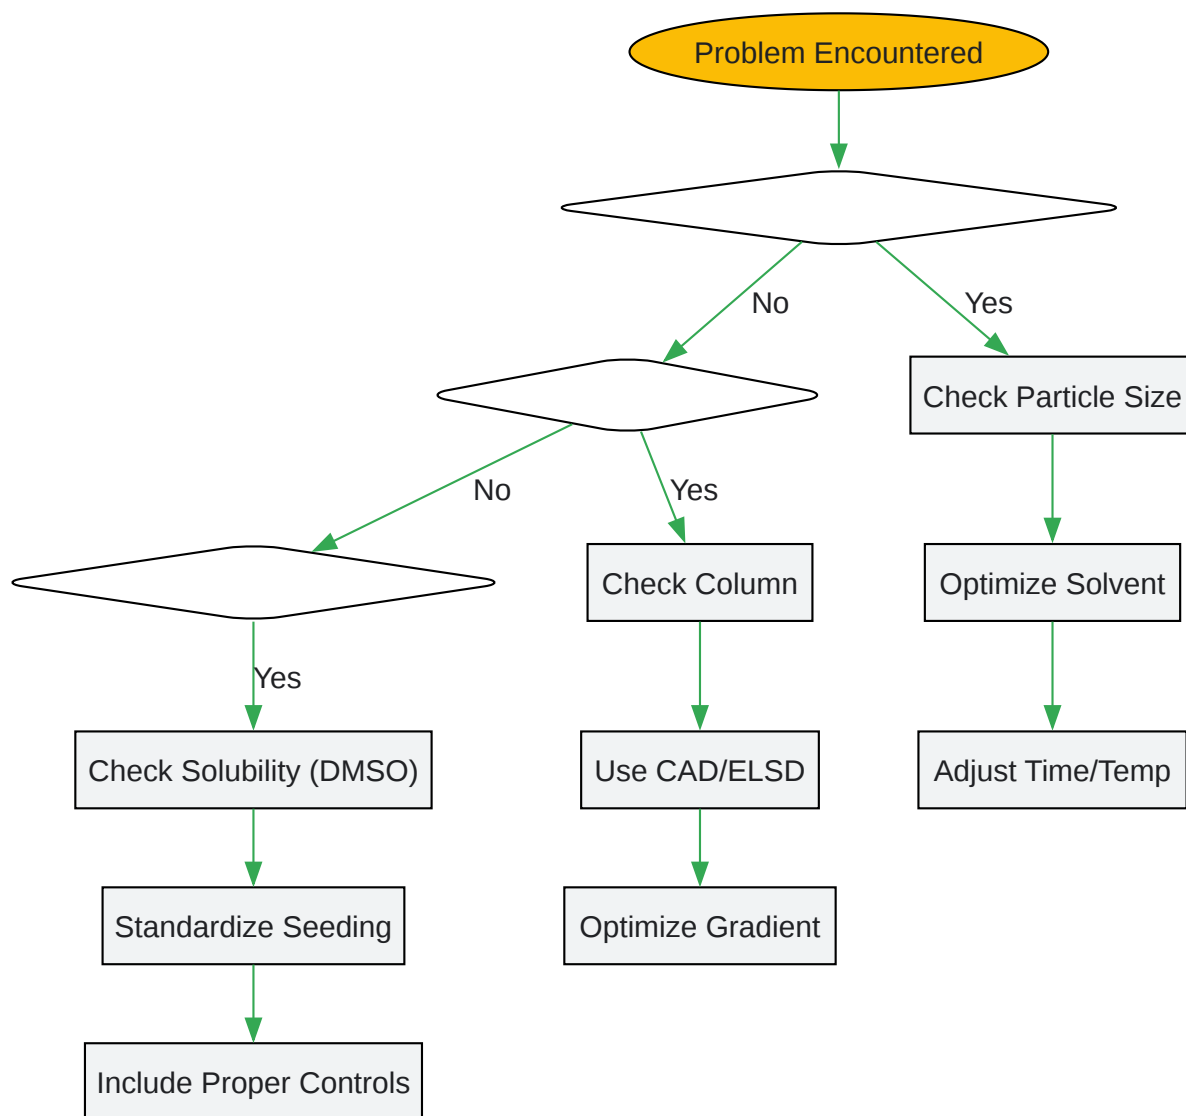 Problem Encountered
No
Yes
Check Particle Size
No
Yes
Check Column
Optimize Solvent
Yes
Check Solubility (DMSO)
Use CAD/ELSD
Adjust Time/Temp
Standardize Seeding
Optimize Gradient
Include Proper Controls